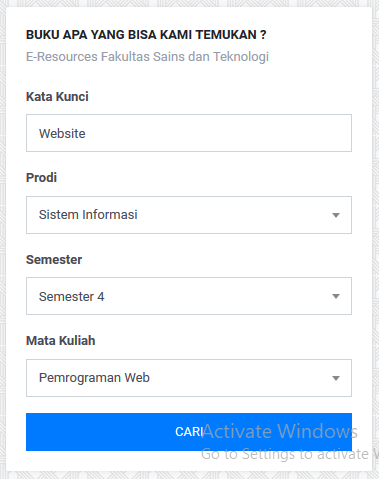 BUKU APA YANG BISA KAMI TEMUKAN ?
E-Resources Fakultas Sains dan Teknologi
Kata Kunci
Website
Prodi
Sistem Informasi
Semester
Semester 4
Mata Kuliah
Pemrograman Web
CARI
Activate Windows
Go to Settings to activate W